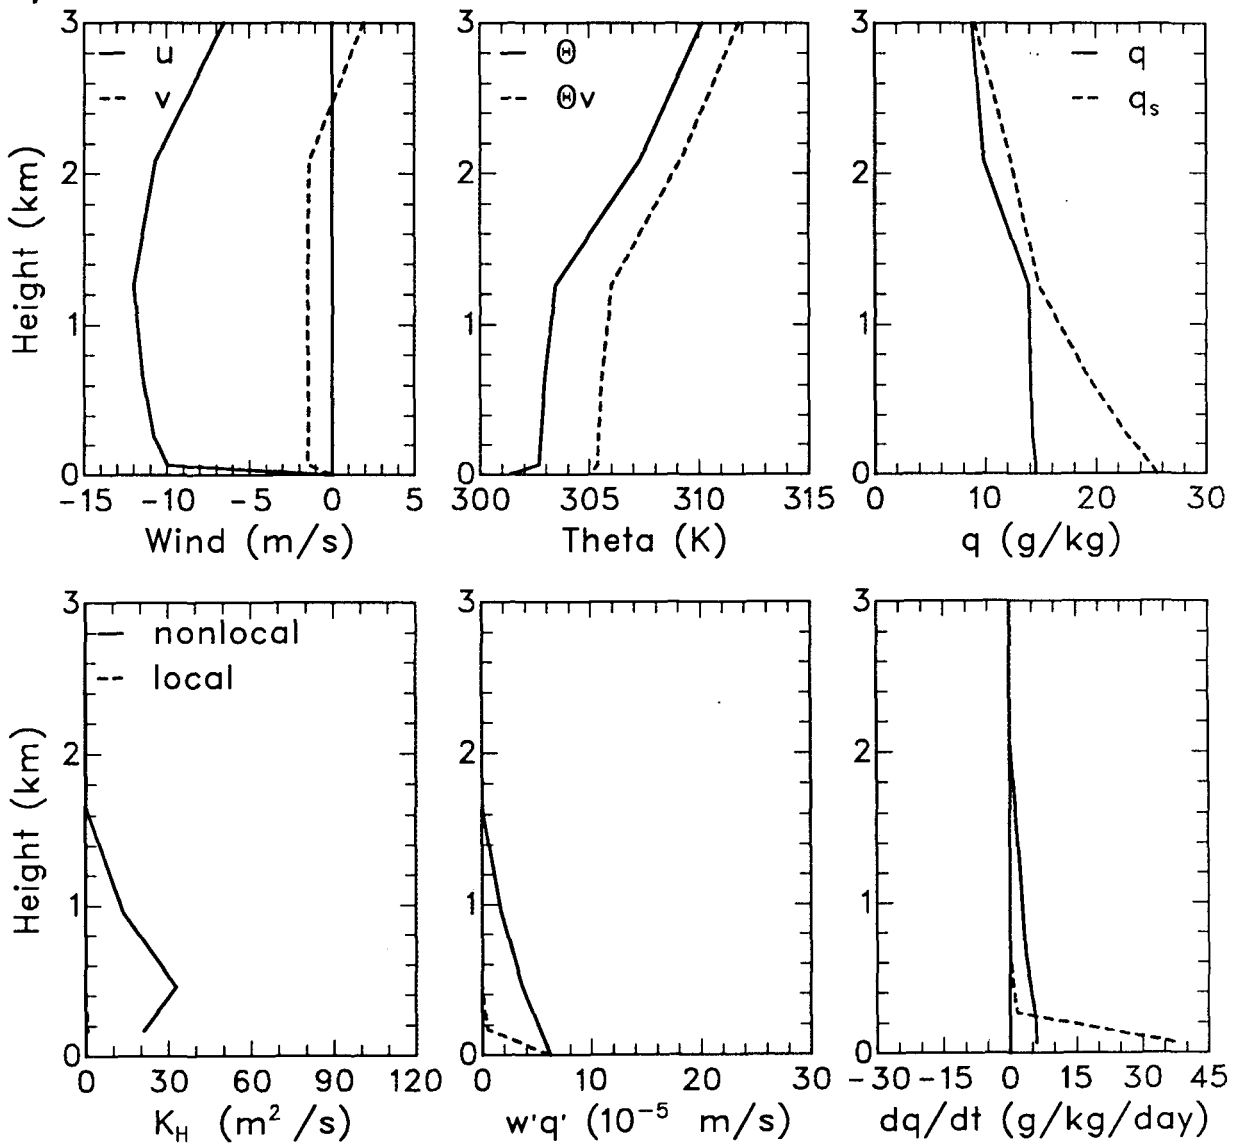 3
2
1
0
Height (km)
u
v
-15 -10 -5 0 5
Wind (m/s)
Θ
Θv
3
2
1
0
300 305 310 315
Theta (K)
q
qₛ
3
2
1
0
0 10 20 30
q (g/kg)
3
2
1
0
Height (km)
nonlocal
local
0 30 60 90 120
K_H (m² /s)
3
2
1
0
0 10 20 30
w'q' (10⁻⁵ m/s)
3
2
1
0
-30 -15 0 15 30 45
dq/dt (g/kg/day)